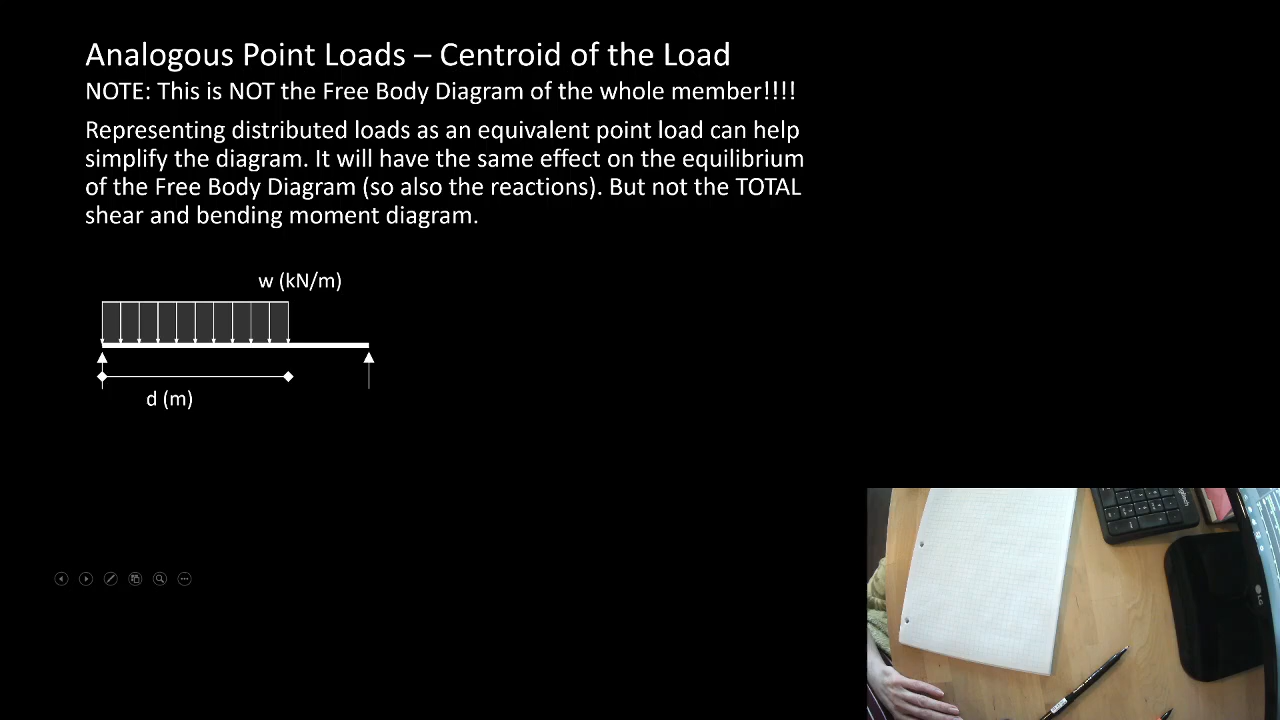 Analogous Point Loads – Centroid of the Load
NOTE: This is NOT the Free Body Diagram of the whole member!!!!
Representing distributed loads as an equivalent point load can help
simplify the diagram. It will have the same effect on the equilibrium
of the Free Body Diagram (so also the reactions). But not the TOTAL
shear and bending moment diagram.
w (kN/m)
d (m)
LG